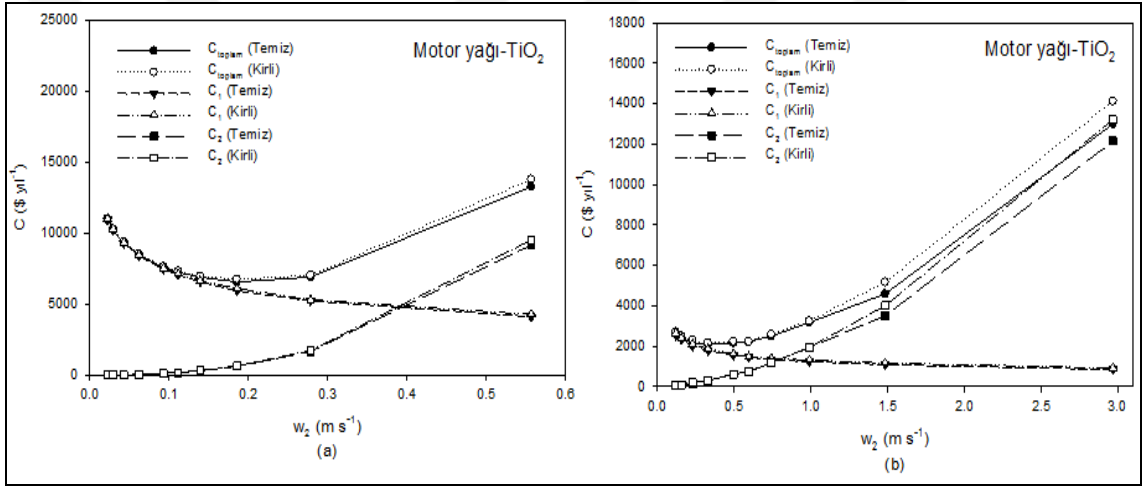 25000
20000
15000
10000
5000
0
C ($ yıl⁻¹)
C toplam (Temiz)
C toplam (Kirli)
C₁ (Temiz)
C₁ (Kirli)
C₂ (Temiz)
C₂ (Kirli)
Motor yağı-TiO₂
0.0 0.1 0.2 0.3 0.4 0.5 0.6
w₂ (m s⁻¹)
(a)
18000
16000
14000
12000
10000
8000
6000
4000
2000
0
C ($ yıl⁻¹)
C toplam (Temiz)
C toplam (Kirli)
C₁ (Temiz)
C₁ (Kirli)
C₂ (Temiz)
C₂ (Kirli)
Motor yağı-TiO₂
0.0 0.5 1.0 1.5 2.0 2.5 3.0
w₂ (m s⁻¹)
(b)